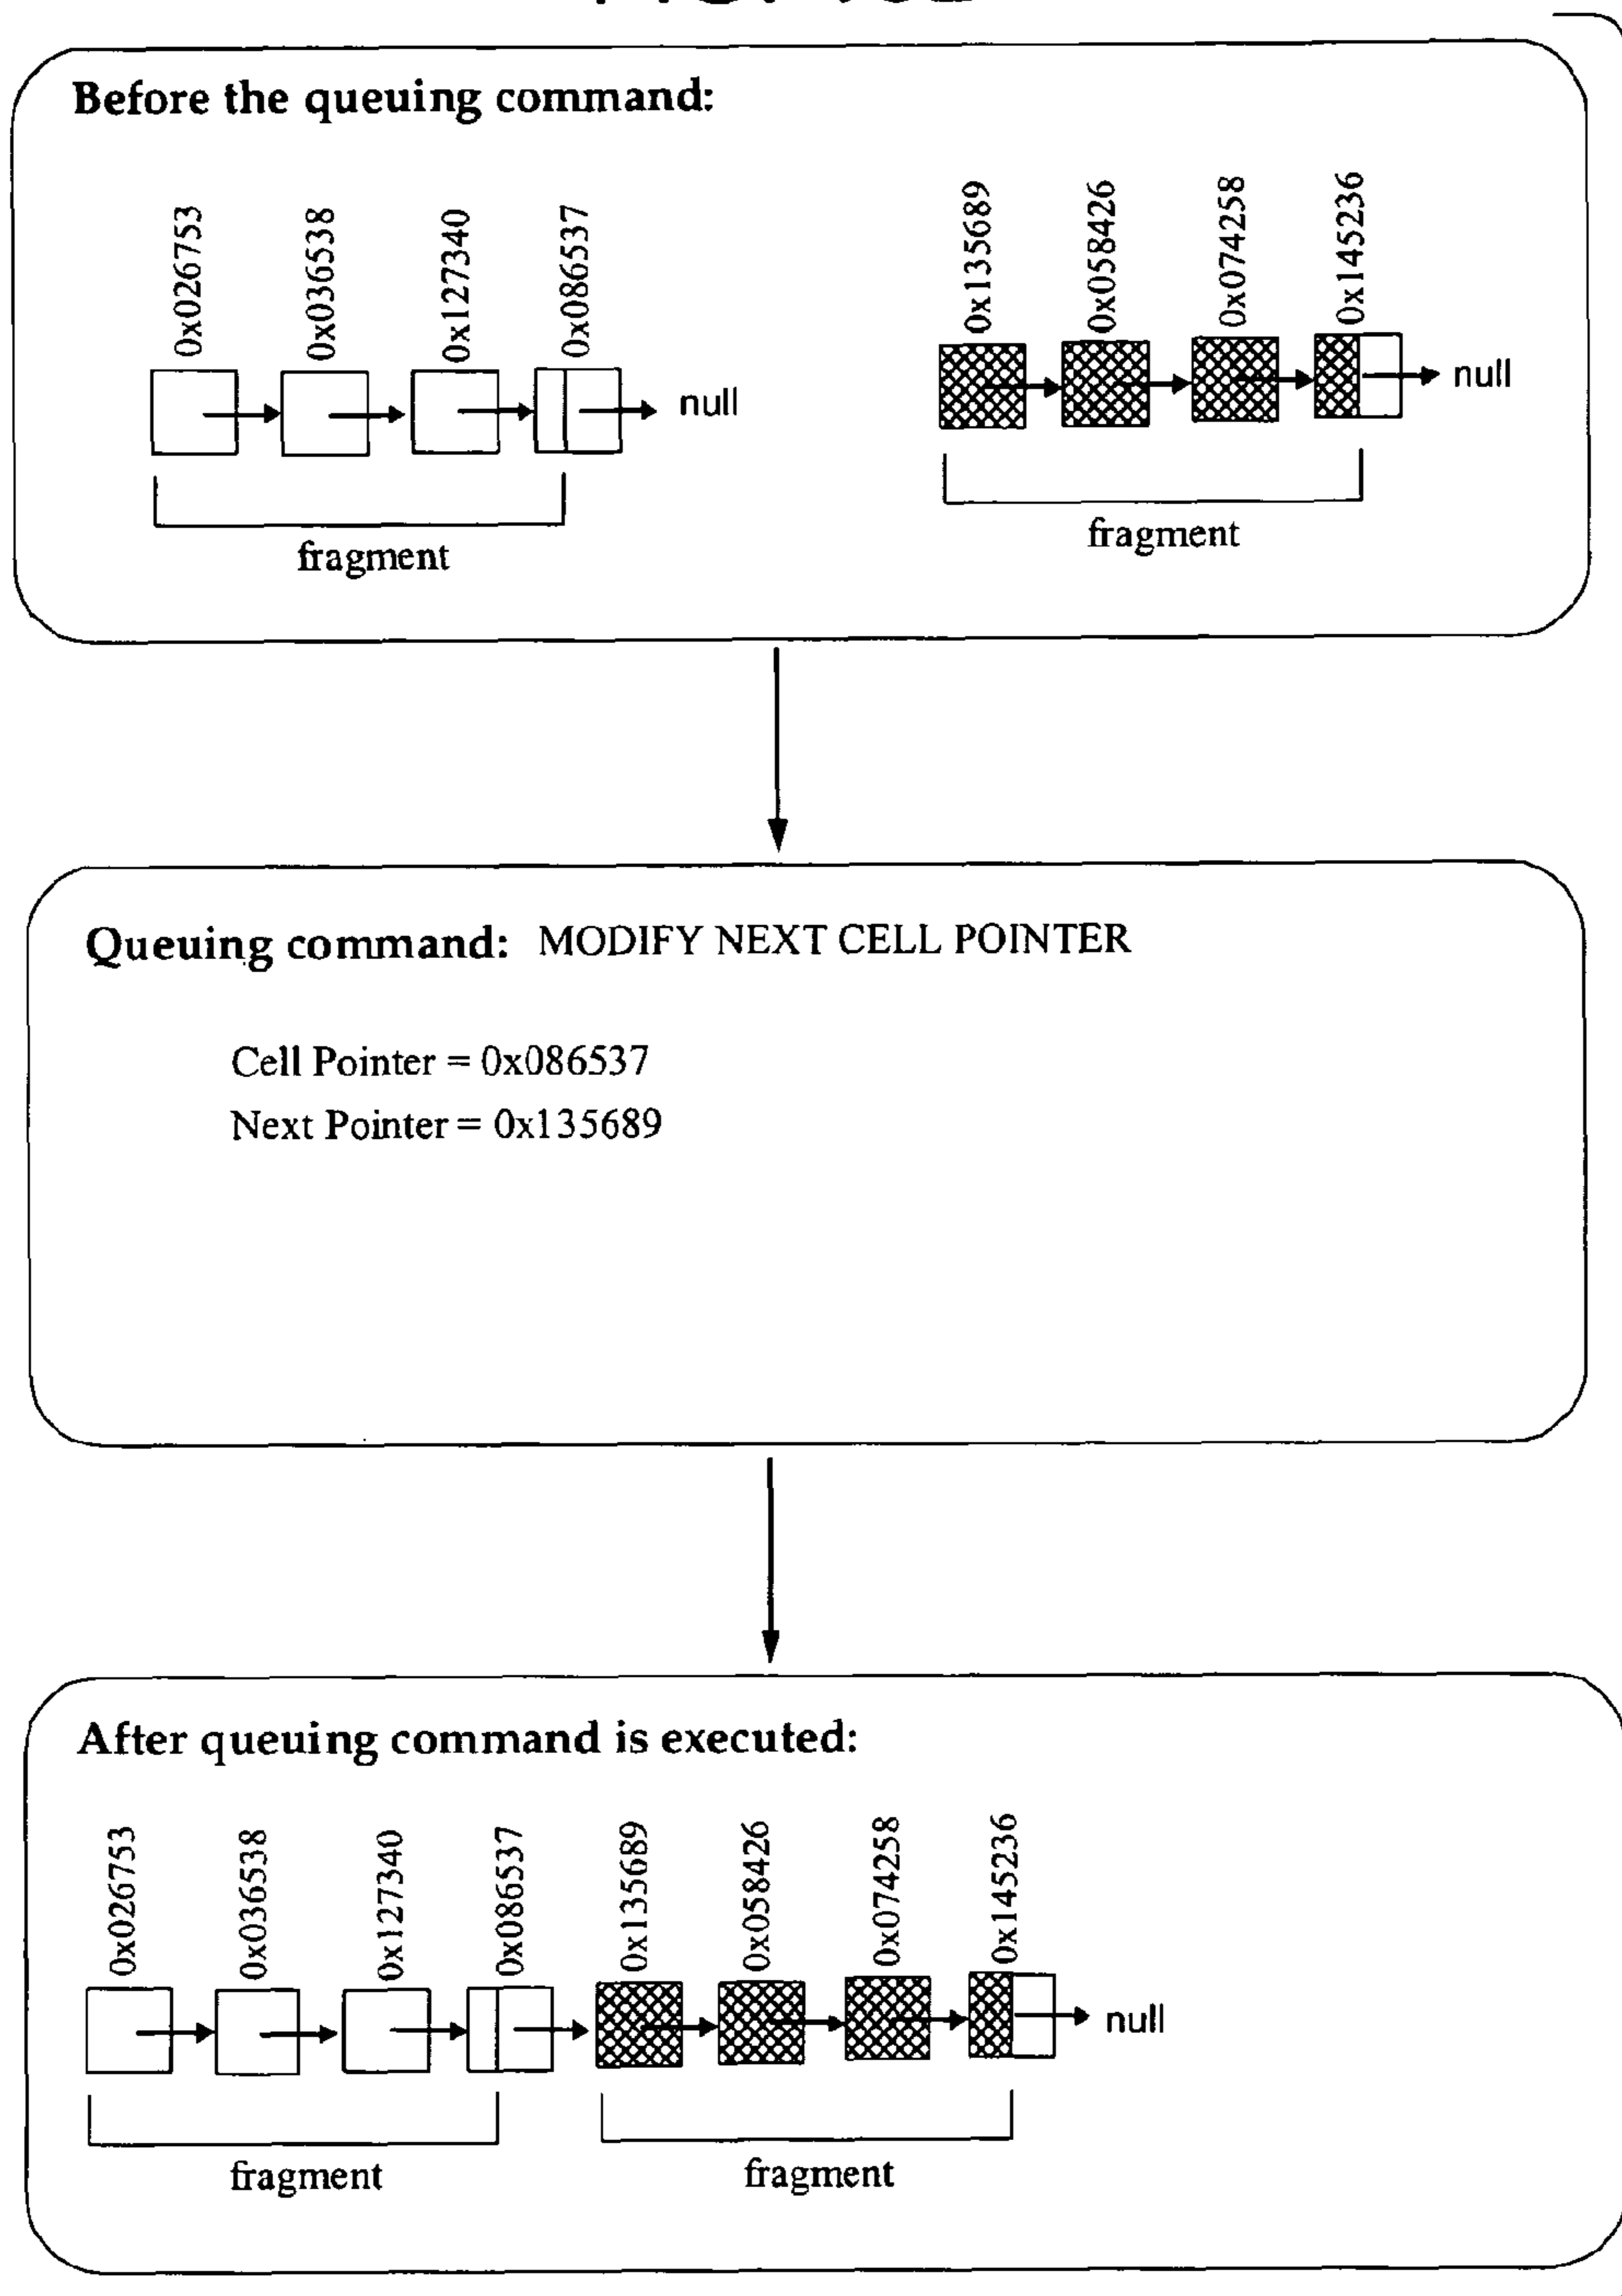 Before the queuing command:
0x026753 0x036538 0x127340 0x086537 0x135689 0x058426 0x074258 0x145236
null null
fragment fragment
Queuing command: MODIFY NEXT CELL POINTER
Cell Pointer = 0x086537
Next Pointer = 0x135689
After queuing command is executed:
0x026753 0x036538 0x127340 0x086537 0x135689 0x058426 0x074258 0x145236
null
fragment fragment